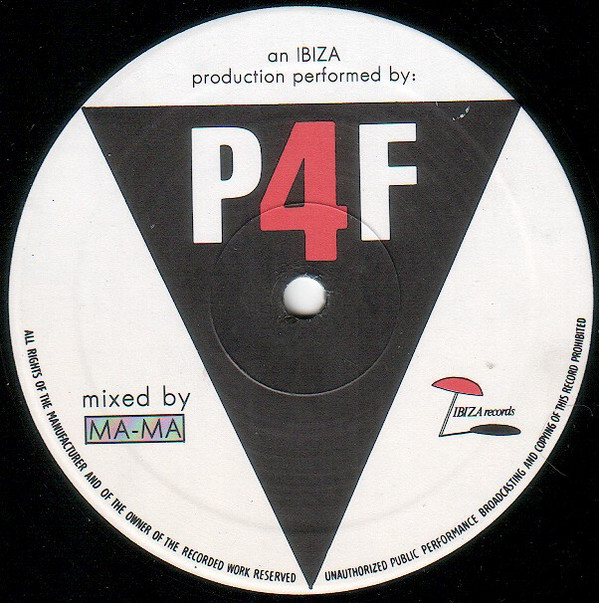 an IBIZA
production performed by:
P4F
mixed by
MA-MA
IBIZA records
ALL RIGHTS OF THE MANUFACTURER AND OF THE OWNER OF THE RECORDED WORK RESERVED
UNAUTHORIZED PUBLIC PERFORMANCE BROADCASTING AND COPING OF THIS RECORD PROHIBITED